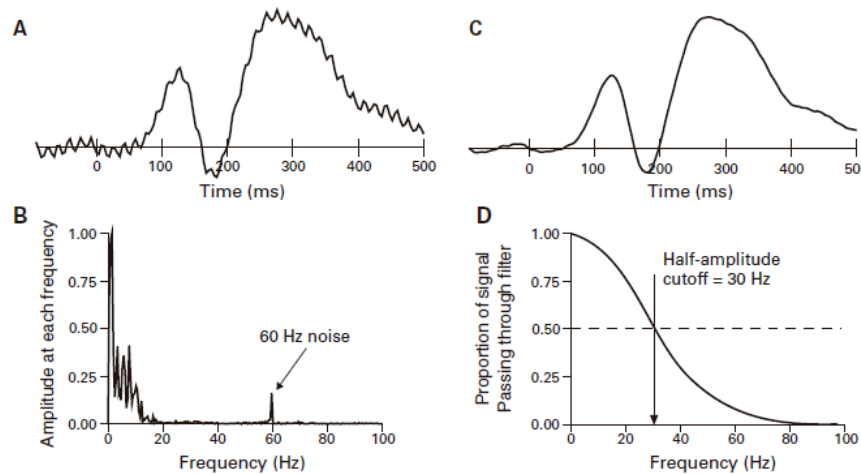 A
0
100
200
300
400
500
Time (ms)
C
0
100
200
300
400
50
Time (ms)
B
Amplitude at each frequency
1.00
0.75
0.50
0.25
0.00
60 Hz noise
0
20
40
60
80
100
Frequency (Hz)
D
Proportion of signal
Passing through filter
1.00
0.75
0.50
0.25
0.00
Half-amplitude
cutoff = 30 Hz
0
20
40
60
80
100
Frequency (Hz)